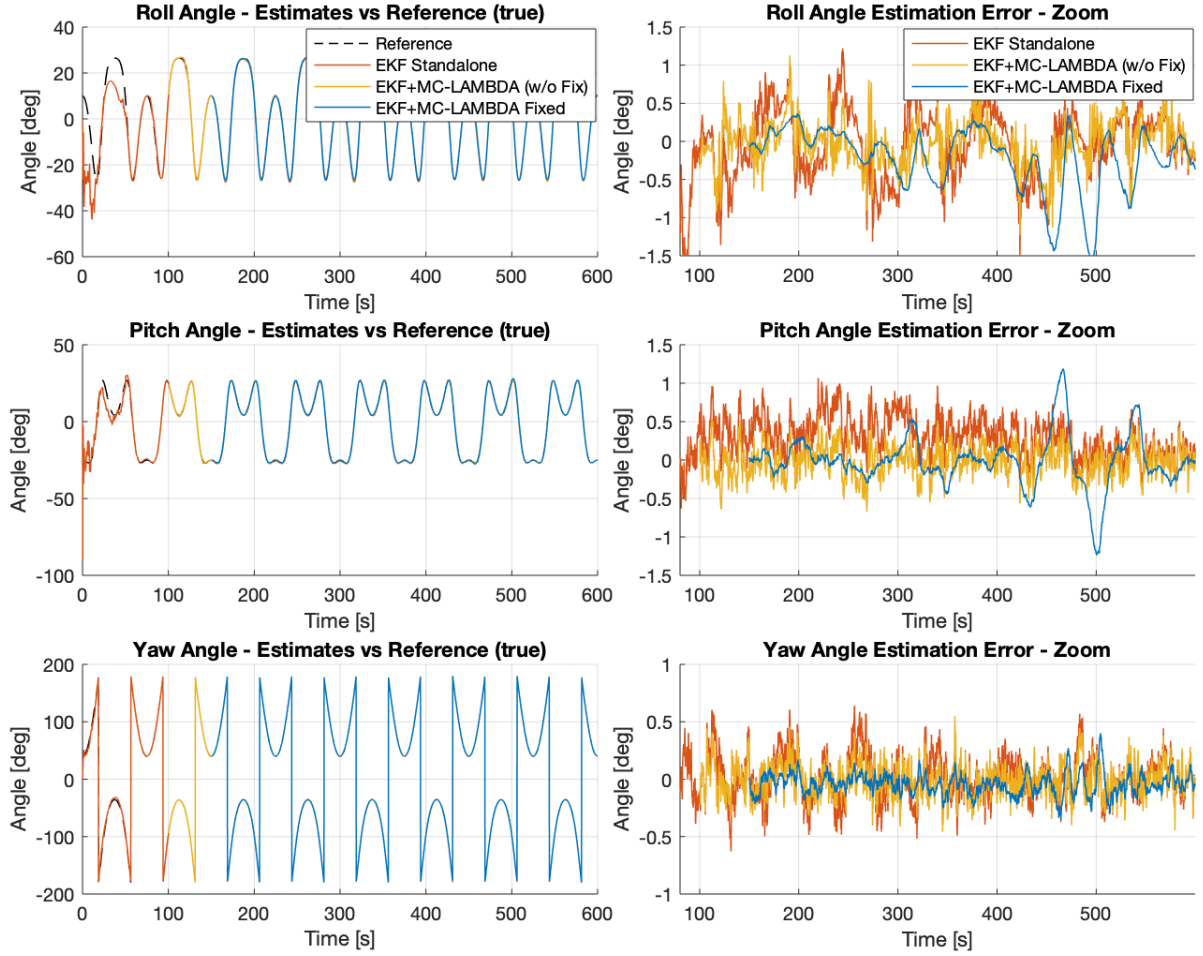 Roll Angle - Estimates vs Reference (true)
40
20
0
-20
-40
-60
Angle [deg]
0 100 200 300 400 500 600
Time [s]
Reference
EKF Standalone
EKF+MC-LAMBDA (w/o Fix)
EKF+MC-LAMBDA Fixed
Roll Angle Estimation Error - Zoom
1.5
1
0.5
0
-0.5
-1
-1.5
Angle [deg]
100 200 300 400 500
Time [s]
EKF Standalone
EKF+MC-LAMBDA (w/o Fix)
EKF+MC-LAMBDA Fixed
Pitch Angle - Estimates vs Reference (true)
50
0
-50
-100
Angle [deg]
0 100 200 300 400 500 600
Time [s]
Pitch Angle Estimation Error - Zoom
1.5
1
0.5
0
-0.5
-1
-1.5
Angle [deg]
100 200 300 400 500
Time [s]
Yaw Angle - Estimates vs Reference (true)
200
100
0
-100
-200
Angle [deg]
0 100 200 300 400 500 600
Time [s]
Yaw Angle Estimation Error - Zoom
1
0.5
0
-0.5
-1
Angle [deg]
100 200 300 400 500
Time [s]